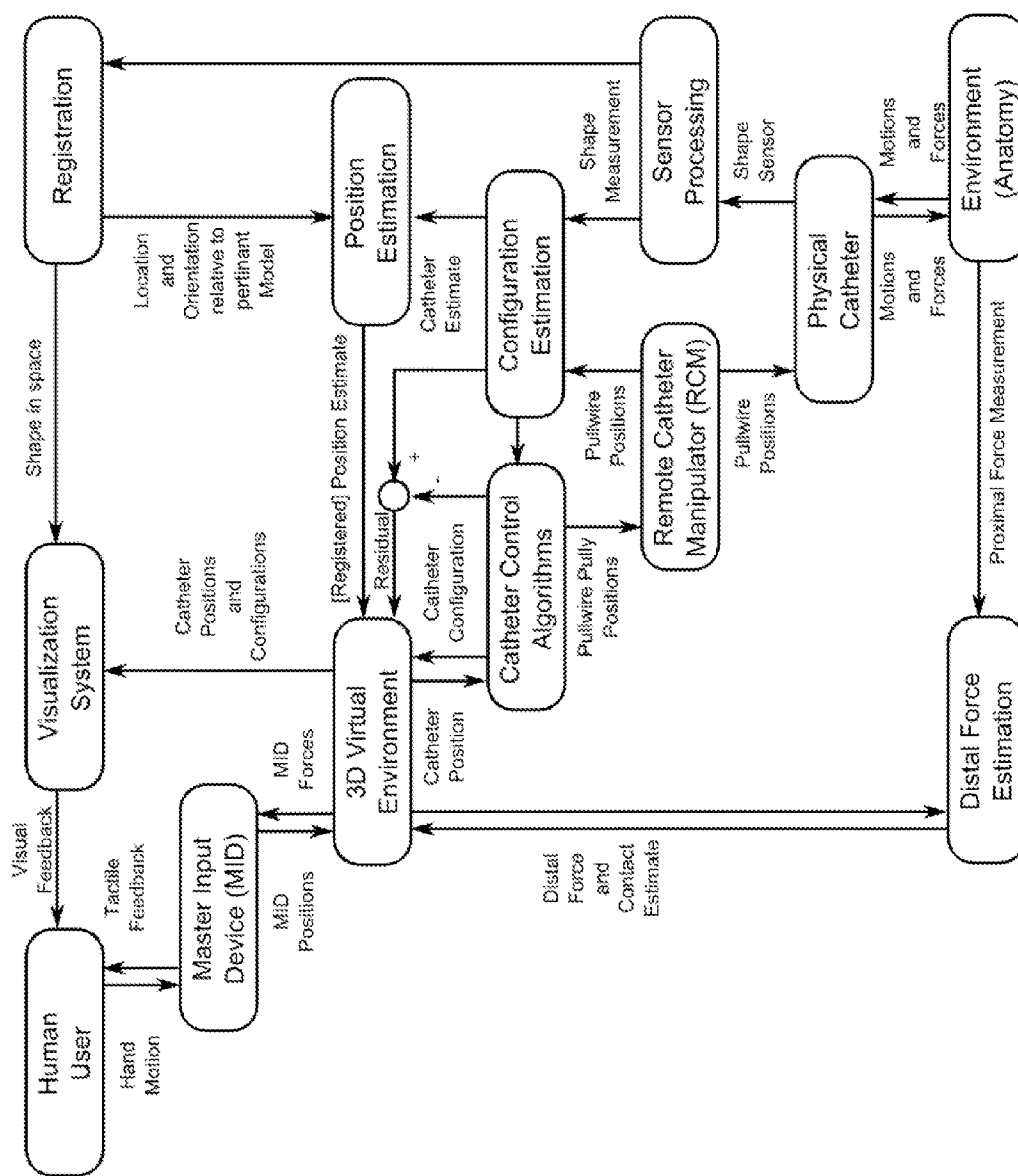 Human
User
Visual
Feedback
Visualization
System
Shape in space
Registration
Hand
Motion
Tactile
Feedback
Master Input
Device (MID)
Catheter
Positions
and
Configurations
Location
and
Orientation
relative to
pertinant
Model
MID
Positions
MID
Forces
3D Virtual
Environment
[Registered] Position Estimate
Position
Estimation
Residual
+
-
Catheter
Position
Catheter
Configuration
Catheter
Estimate
Catheter Control
Algorithms
Configuration
Estimation
Shape
Measurement
Pullwire Pully
Positions
Pullwire
Positions
Remote Catheter
Manipulator (RCM)
Sensor
Processing
Pullwire
Positions
Shape
Sensor
Physical
Catheter
Distal
Force
and
Contact
Estimate
Motions
and
Forces
Motions
and
Forces
Distal Force
Estimation
Proximal Force Measurement
Environment
(Anatomy)